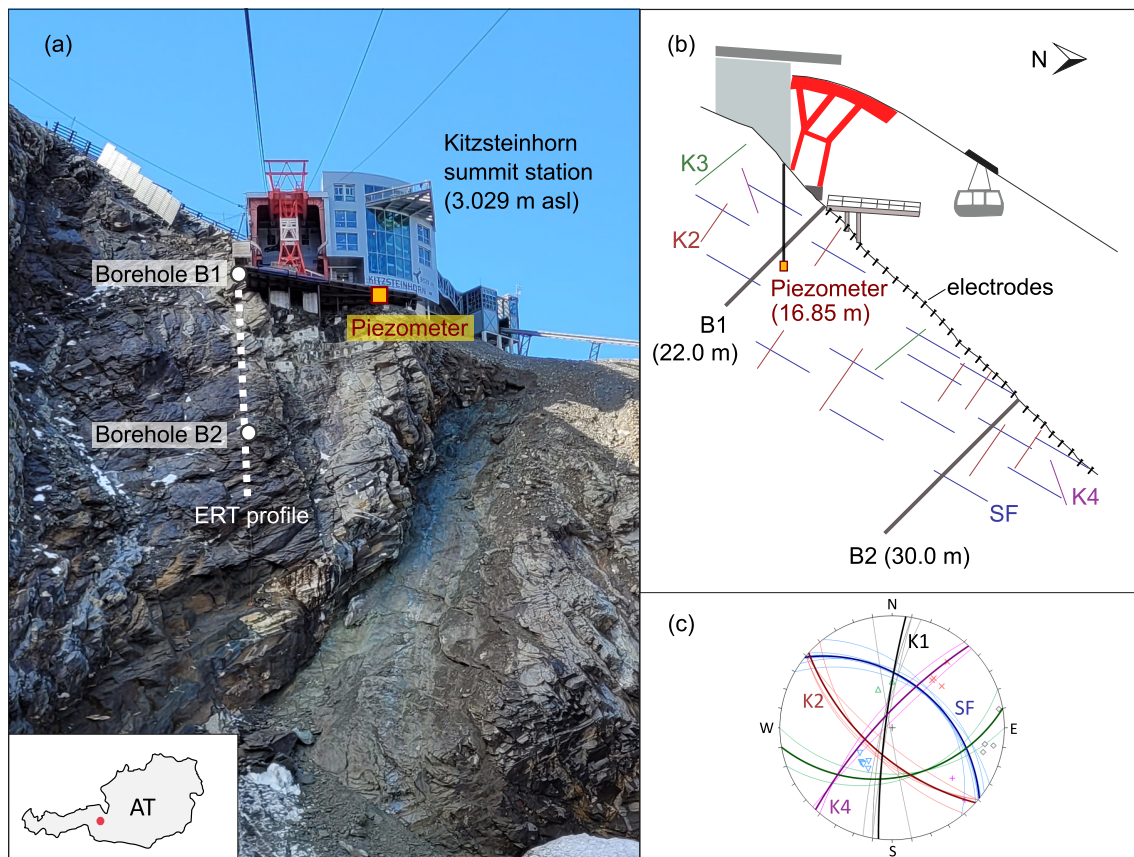 (a)
Kitzsteinhorn
summit station
(3.029 m asl)
Borehole B1
KITZSTEINHORN
Piezometer
Borehole B2
ERT profile
AT
(b)
N
K3
K2
electrodes
Piezometer
(16.85 m)
B1
(22.0 m)
K4
SF
B2 (30.0 m)
(c)
N
K1
K2
SF
W
E
K4
S